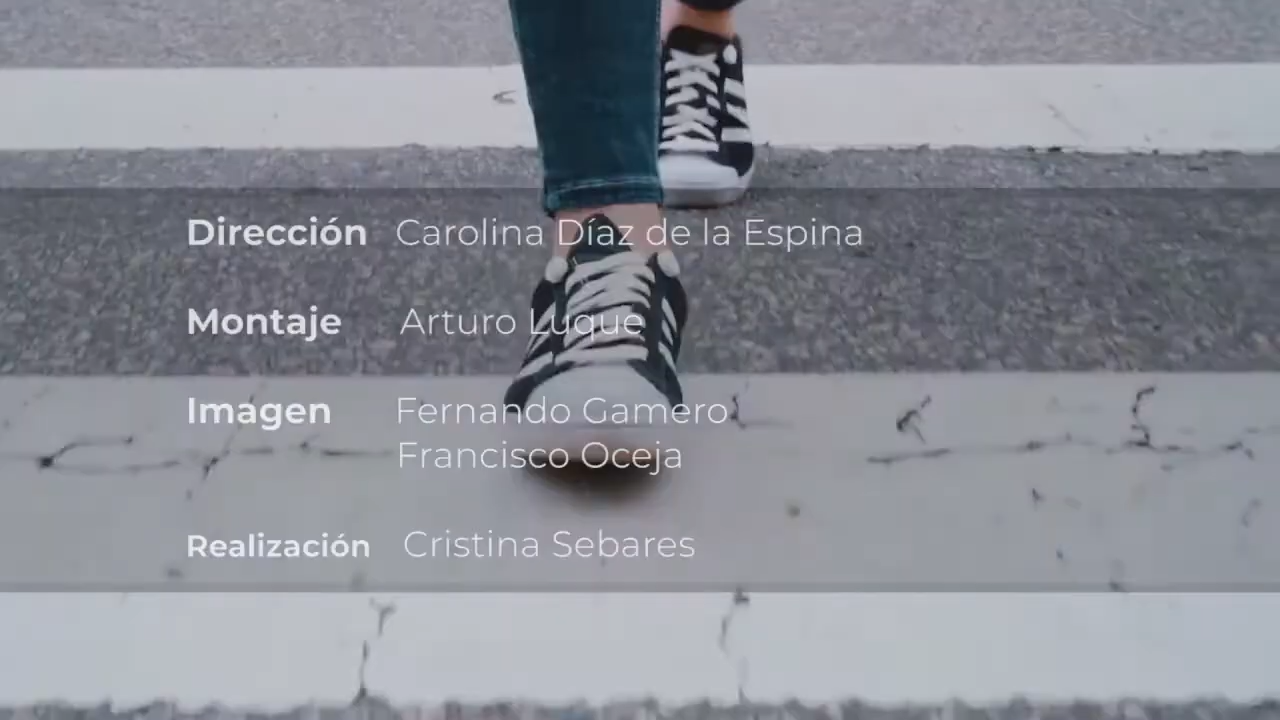 Dirección Carolina Díaz de la Espina
Montaje Arturo Luque
Imagen Fernando Gamero
Francisco Oceja
Realización Cristina Sebares